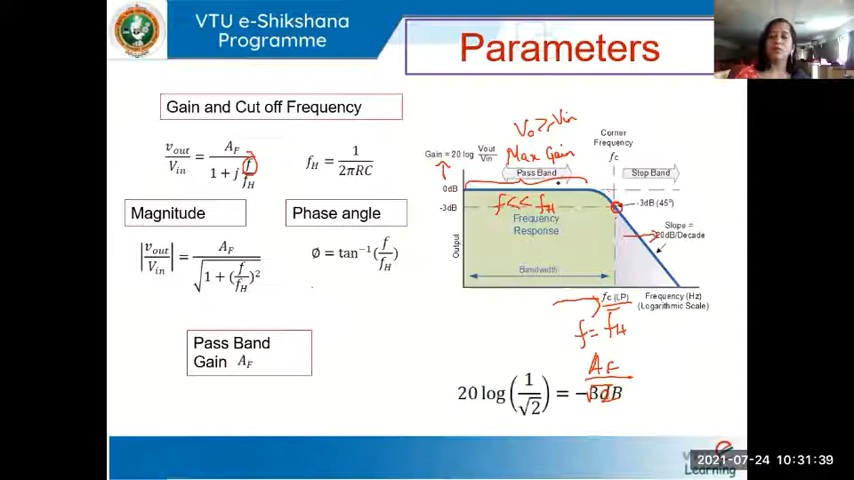 VTU e-Shikshana
Programme
Parameters
Gain and Cut off Frequency
v_out/V_in = A_F/(1 + j f/f_H)
f_H = 1/(2πRC)
Magnitude
Phase angle
|v_out/V_in| = A_F/√(1 + (f/f_H)²)
ø = tan⁻¹(f/f_H)
Pass Band
Gain A_F
V₀ ≥ Vin
Max Gain
Gain = 20 log Vout/Vin
Corner
Frequency
fc
Pass Band
Stop Band
0dB
-3dB
-3dB (45°)
f << f_H
Frequency
Response
Slope =
20dB/Decade
Output
Bandwidth
fc (LP)
Frequency (Hz)
(Logarithmic Scale)
f = f_H
A_F/√2
20 log(1/√2) = −3dB
Learning
2021-07-24 10:31:39